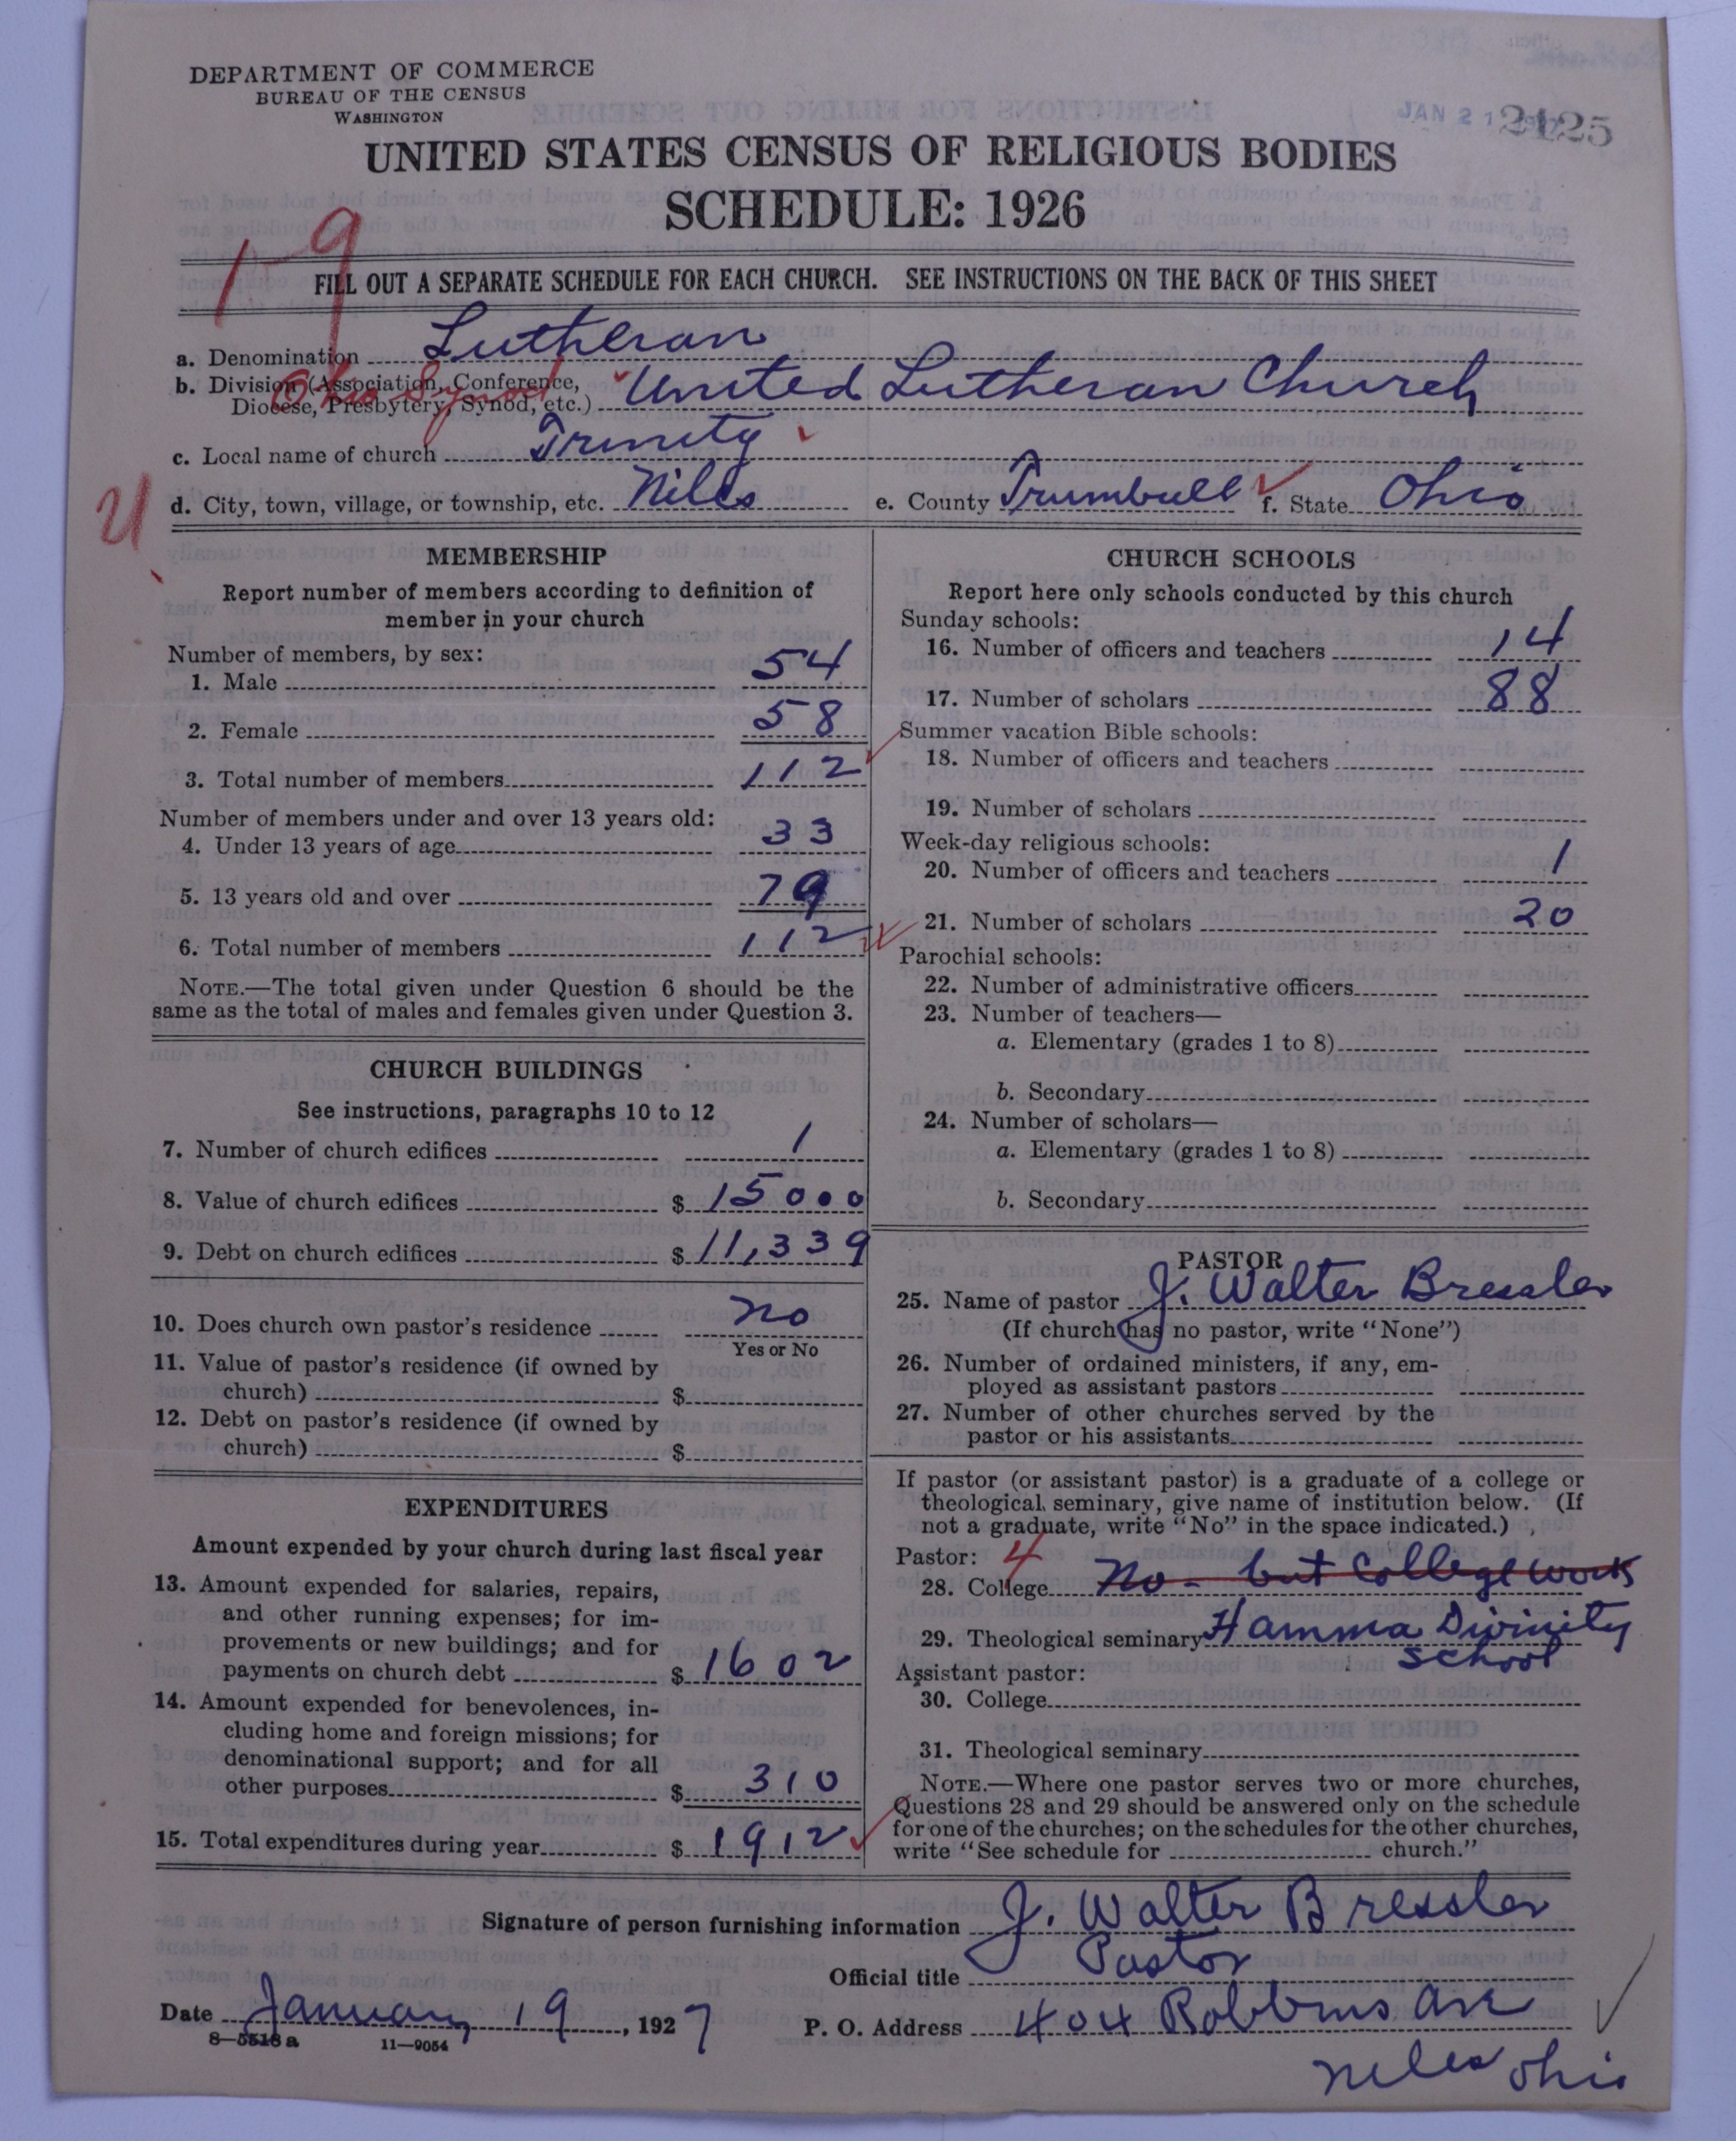 DEPARTMENT OF COMMERCE
BUREAU OF THE CENSUS
WASHINGTON
JAN 21
2125
UNITED STATES CENSUS OF RELIGIOUS BODIES
SCHEDULE: 1926
1-9
FILL OUT A SEPARATE SCHEDULE FOR EACH CHURCH. SEE INSTRUCTIONS ON THE BACK OF THIS SHEET
a. Denomination Lutheran
b. Division (Association, Conference,
Diocese, Presbytery, Synod, etc.) United Lutheran Church
Ohio Synod
c. Local name of church Trinity
d. City, town, village, or township, etc. Niles e. County Trumbull f. State Ohio
U
MEMBERSHIP
Report number of members according to definition of
member in your church
Number of members, by sex:
1. Male 54
2. Female 58
3. Total number of members 112
Number of members under and over 13 years old:
4. Under 13 years of age 33
5. 13 years old and over 79
6. Total number of members 112
NOTE.—The total given under Question 6 should be the
same as the total of males and females given under Question 3.
CHURCH BUILDINGS
See instructions, paragraphs 10 to 12
7. Number of church edifices 1
8. Value of church edifices $ 15000
9. Debt on church edifices $ 11,339
10. Does church own pastor's residence no
Yes or No
11. Value of pastor's residence (if owned by
church) $
12. Debt on pastor's residence (if owned by
church) $
EXPENDITURES
Amount expended by your church during last fiscal year
13. Amount expended for salaries, repairs,
and other running expenses; for im-
provements or new buildings; and for
payments on church debt $ 1602
14. Amount expended for benevolences, in-
cluding home and foreign missions; for
denominational support; and for all
other purposes $ 310
15. Total expenditures during year $ 1912
CHURCH SCHOOLS
Report here only schools conducted by this church
Sunday schools:
16. Number of officers and teachers 14
17. Number of scholars 88
Summer vacation Bible schools:
18. Number of officers and teachers
19. Number of scholars
Week-day religious schools:
20. Number of officers and teachers 1
21. Number of scholars 20
Parochial schools:
22. Number of administrative officers
23. Number of teachers—
a. Elementary (grades 1 to 8)
b. Secondary
24. Number of scholars—
a. Elementary (grades 1 to 8)
b. Secondary
PASTOR
25. Name of pastor J. Walter Bressler
(If church has no pastor, write "None")
26. Number of ordained ministers, if any, em-
ployed as assistant pastors
27. Number of other churches served by the
pastor or his assistants
If pastor (or assistant pastor) is a graduate of a college or
theological seminary, give name of institution below. (If
not a graduate, write "No" in the space indicated.)
Pastor: 4
28. College No - but College work
29. Theological seminary Hamma Divinity
School
Assistant pastor:
30. College
31. Theological seminary
NOTE.—Where one pastor serves two or more churches,
Questions 28 and 29 should be answered only on the schedule
for one of the churches; on the schedules for the other churches,
write "See schedule for church."
Signature of person furnishing information J. Walter Bressler
Official title Pastor
Date January 19, 1927 P. O. Address 404 Robbins Ave
Niles Ohio
8—5518 a 11—9054